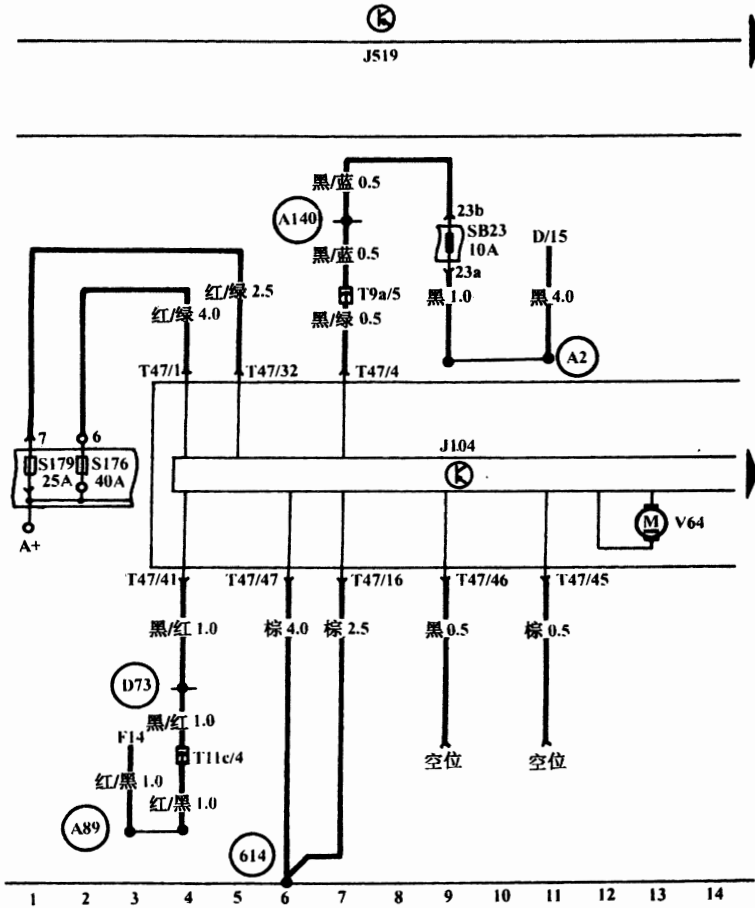 J519
黑/蓝 0.5
A140
23b
SB23
10A
D/15
黑/蓝 0.5
23a
红/绿 2.5
T9a/5
黑 1.0
黑 4.0
红/绿 4.0
黑/绿 0.5
A2
T47/1
T47/32
T47/4
7
6
J104
S179
25A
S176
40A
M
V64
A+
T47/41
T47/47
T47/16
T47/46
T47/45
黑/红 1.0
棕 4.0
棕 2.5
黑 0.5
棕 0.5
D73
黑/红 1.0
F14
T11c/4
空位
空位
红/黑 1.0
红/黑 1.0
A89
614
1 2 3 4 5 6 7 8 9 10 11 12 13 14